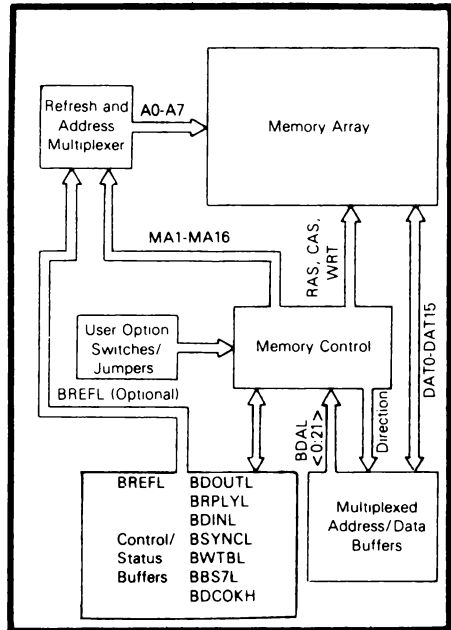 Refresh and
Address
Multiplexer
A0-A7
Memory Array
MA1-MA16
RAS, CAS,
WRT
DAT0-DAT15
User Option
Switches/
Jumpers
Memory Control
BREFL (Optional)
BDAL
<0:21>
Direction
BREFL BDOUTL
BRPLYL
BDINL
Control/ BSYNCL
Status BWTBL
Buffers BBS7L
BDCOKH
Multiplexed
Address/Data
Buffers